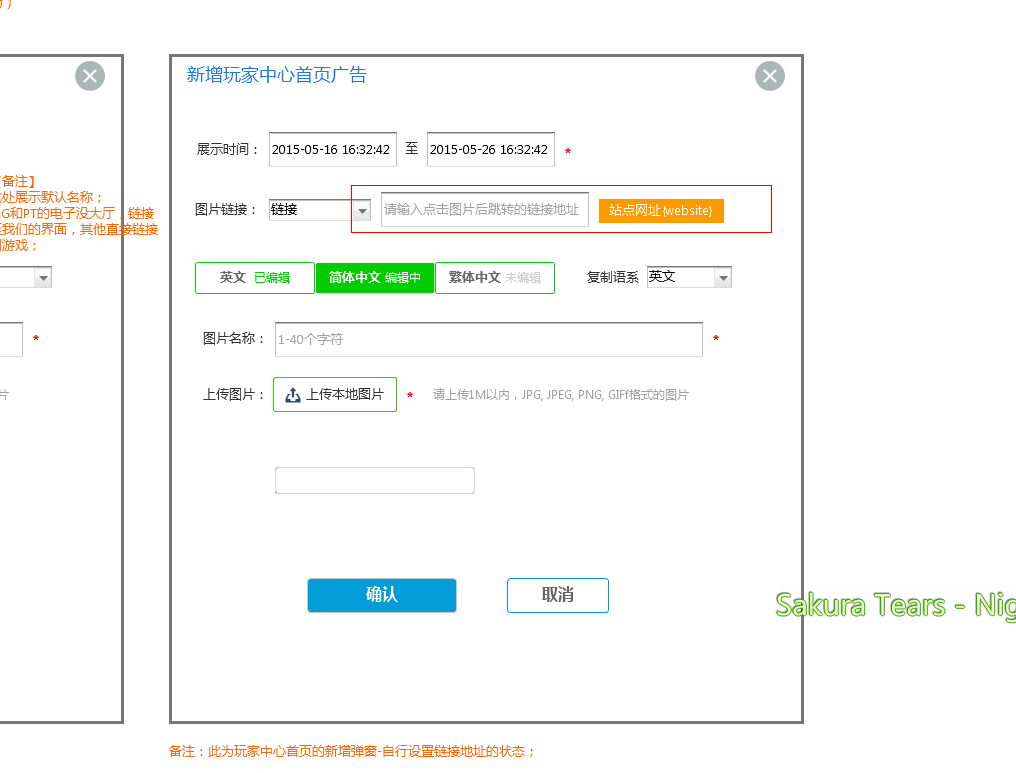 新增玩家中心首页广告
展示时间： 2015-05-16 16:32:42 至 2015-05-26 16:32:42 *
备注】
处展示默认名称；
G和PT的电子没大厅，链接
我们的界面，其他直接链接
游戏；
图片链接： 链接 请输入点击图片后跳转的链接地址 站点网址{website}
英文 已编辑 简体中文 编辑中 繁体中文 未编辑 复制语系 英文
* 图片名称： 1-40个字符 *
片 上传图片： 上传本地图片 * 请上传1M以内，JPG, JPEG, PNG, GIFf格式的图片
确认 取消
Sakura Tears - Nig
备注：此为玩家中心首页的新增弹窗-自行设置链接地址的状态；